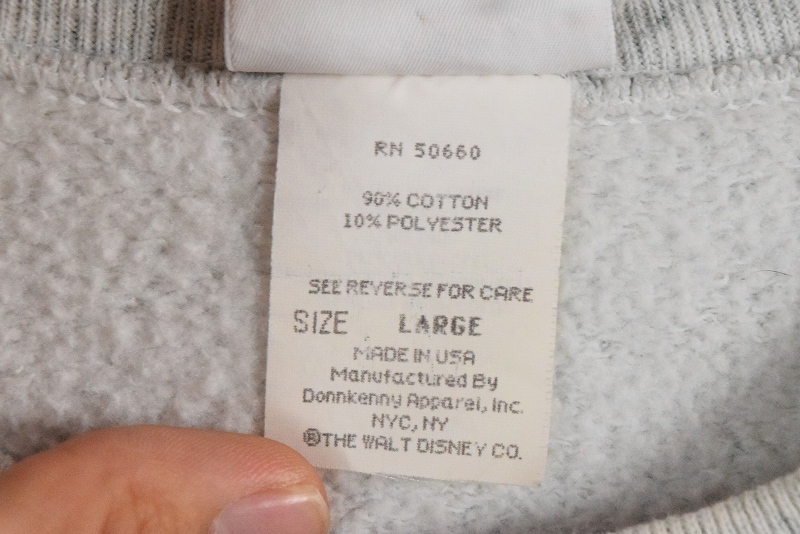 RN 50660
90% COTTON
10% POLYESTER
SEE REVERSE FOR CARE
SIZE LARGE
MADE IN USA
Manufactured By
Donnkenny Apparel, Inc.
NYC, NY
®THE WALT DISNEY CO.